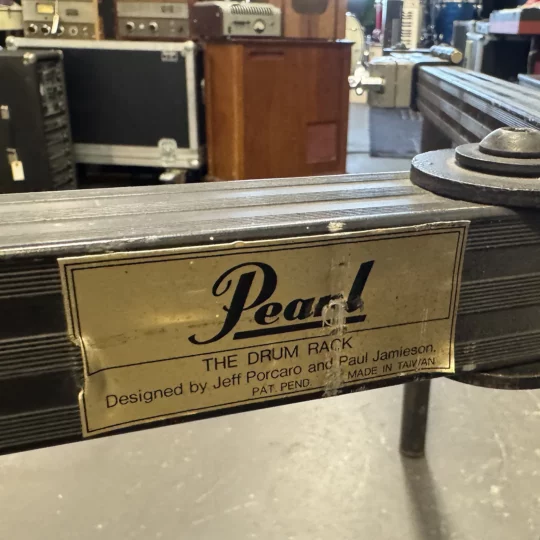 Pearl
THE DRUM RACK
Designed by Jeff Porcaro and Paul Jamieson.
PAT. PEND. MADE IN TAIWAN